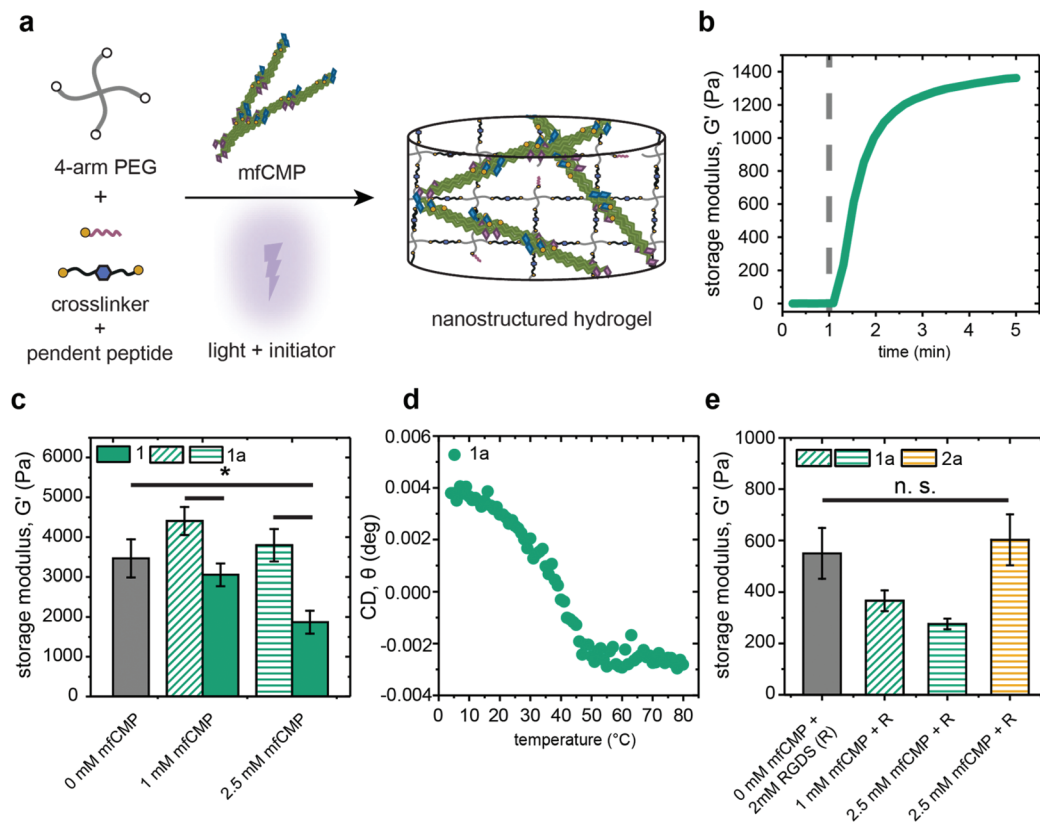 a
4-arm PEG
+
crosslinker
+
pendent peptide
mfCMP
light + initiator
nanostructured hydrogel
b
storage modulus, G' (Pa)
1400
1200
1000
800
600
400
200
0
0 1 2 3 4 5
time (min)
c
storage modulus, G' (Pa)
6000
5000
4000
3000
2000
1000
0
1 1a
*
0 mM mfCMP
1 mM mfCMP
2.5 mM mfCMP
d
CD, θ (deg)
0.006
0.004
0.002
0.000
-0.002
-0.004
1a
0 10 20 30 40 50 60 70 80
temperature (°C)
e
storage modulus, G' (Pa)
1000
800
600
400
200
0
1a 2a
n. s.
0 mM mfCMP +
2mM RGDS (R)
1 mM mfCMP + R
2.5 mM mfCMP + R
2.5 mM mfCMP + R